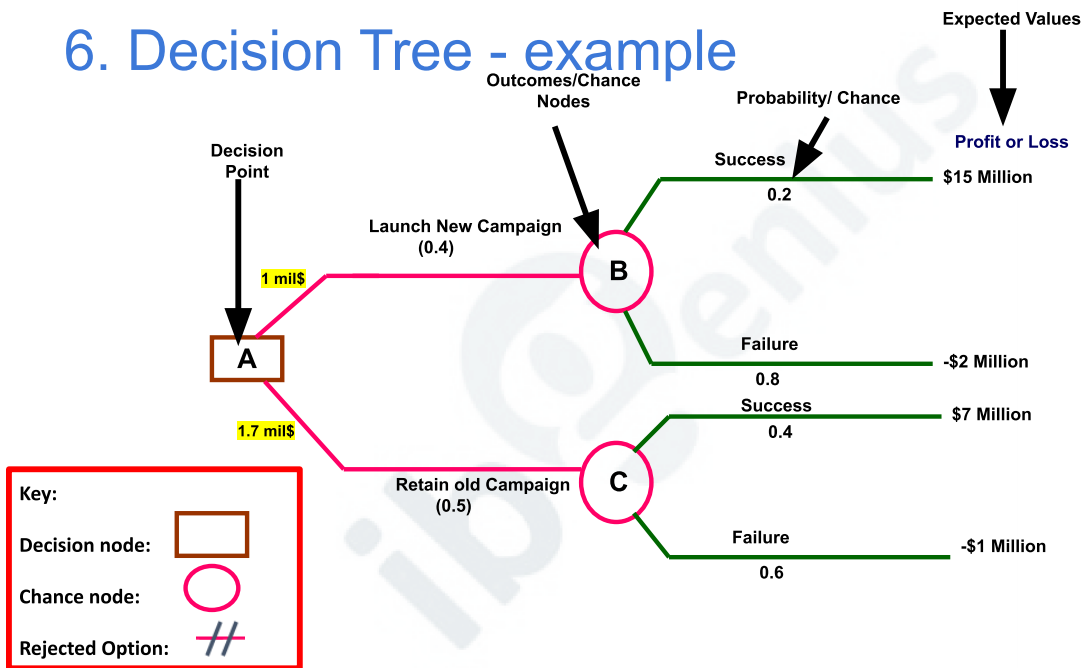 6. Decision Tree - example
Expected Values
Outcomes/Chance
Nodes
Probability/ Chance
Profit or Loss
Decision
Point
Success
0.2
$15 Million
Launch New Campaign
(0.4)
1 mil$
B
A
Failure
0.8
-$2 Million
Success
0.4
$7 Million
1.7 mil$
Retain old Campaign
(0.5)
C
Failure
0.6
-$1 Million
Key:
Decision node:
Chance node:
Rejected Option:
ib genius